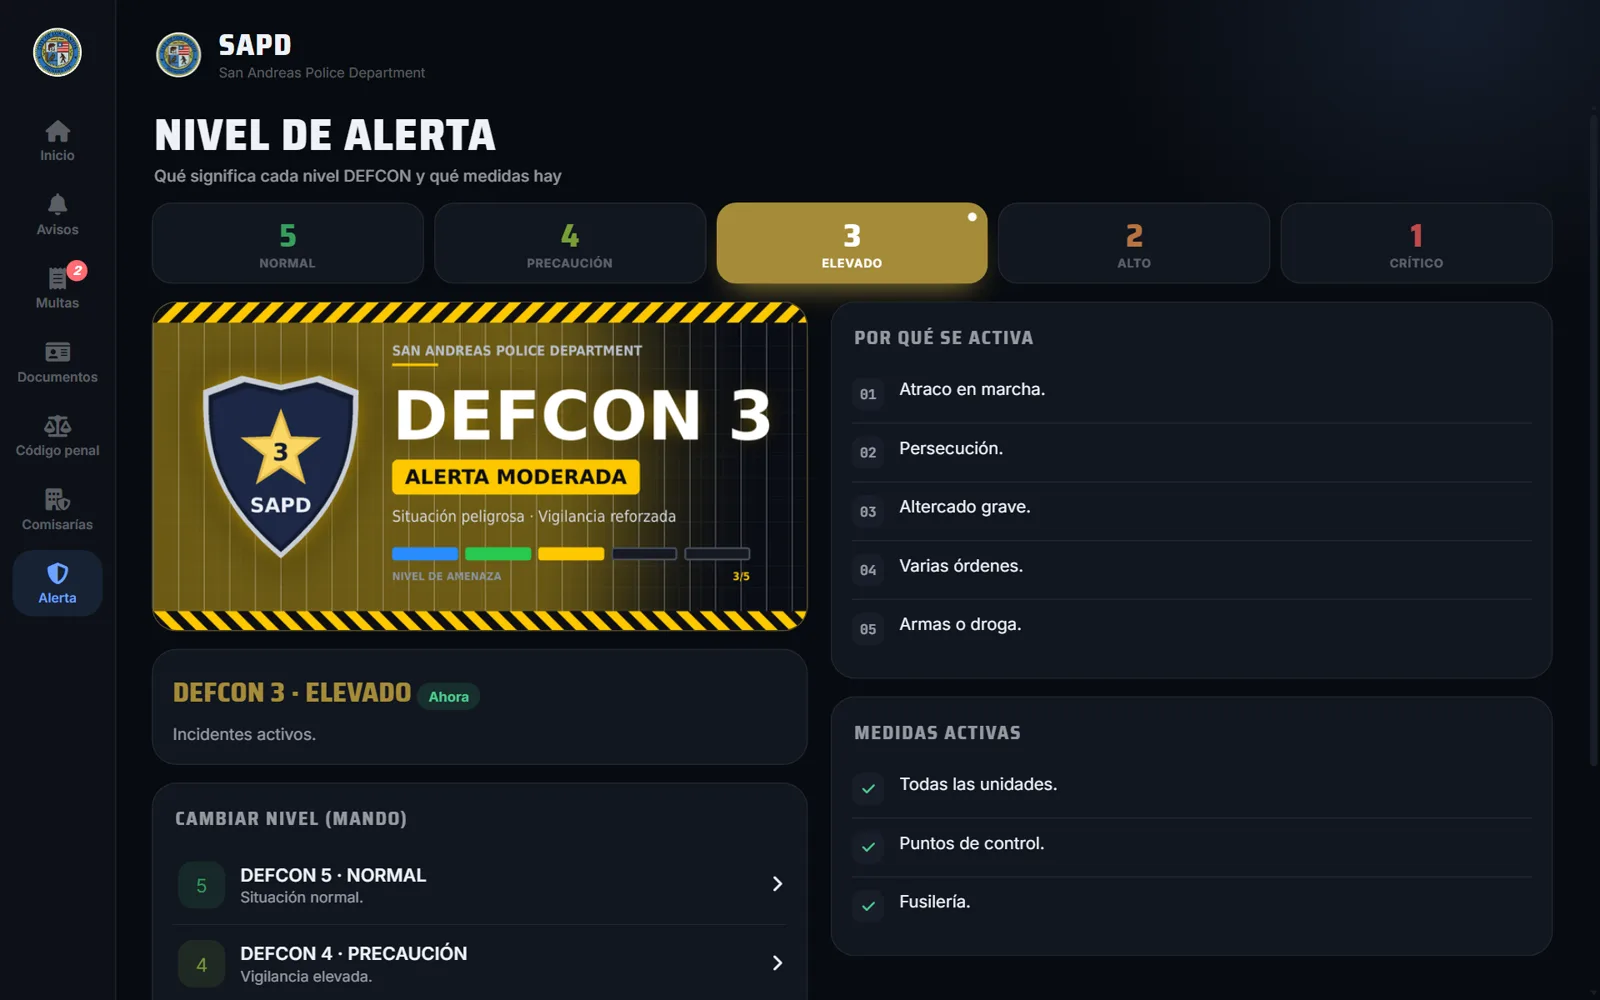 SAPD
San Andreas Police Department
Inicio
Avisos
2
Multas
Documentos
Código penal
Comisarías
Alerta
NIVEL DE ALERTA
Qué significa cada nivel DEFCON y qué medidas hay
5
NORMAL
4
PRECAUCIÓN
3
ELEVADO
2
ALTO
1
CRÍTICO
SAN ANDREAS POLICE DEPARTMENT
DEFCON 3
ALERTA MODERADA
Situación peligrosa · Vigilancia reforzada
NIVEL DE AMENAZA
3/5
3
SAPD
DEFCON 3 · ELEVADO
Ahora
Incidentes activos.
CAMBIAR NIVEL (MANDO)
5
DEFCON 5 · NORMAL
Situación normal.
4
DEFCON 4 · PRECAUCIÓN
Vigilancia elevada.
POR QUÉ SE ACTIVA
01 Atraco en marcha.
02 Persecución.
03 Altercado grave.
04 Varias órdenes.
05 Armas o droga.
MEDIDAS ACTIVAS
Todas las unidades.
Puntos de control.
Fusilería.